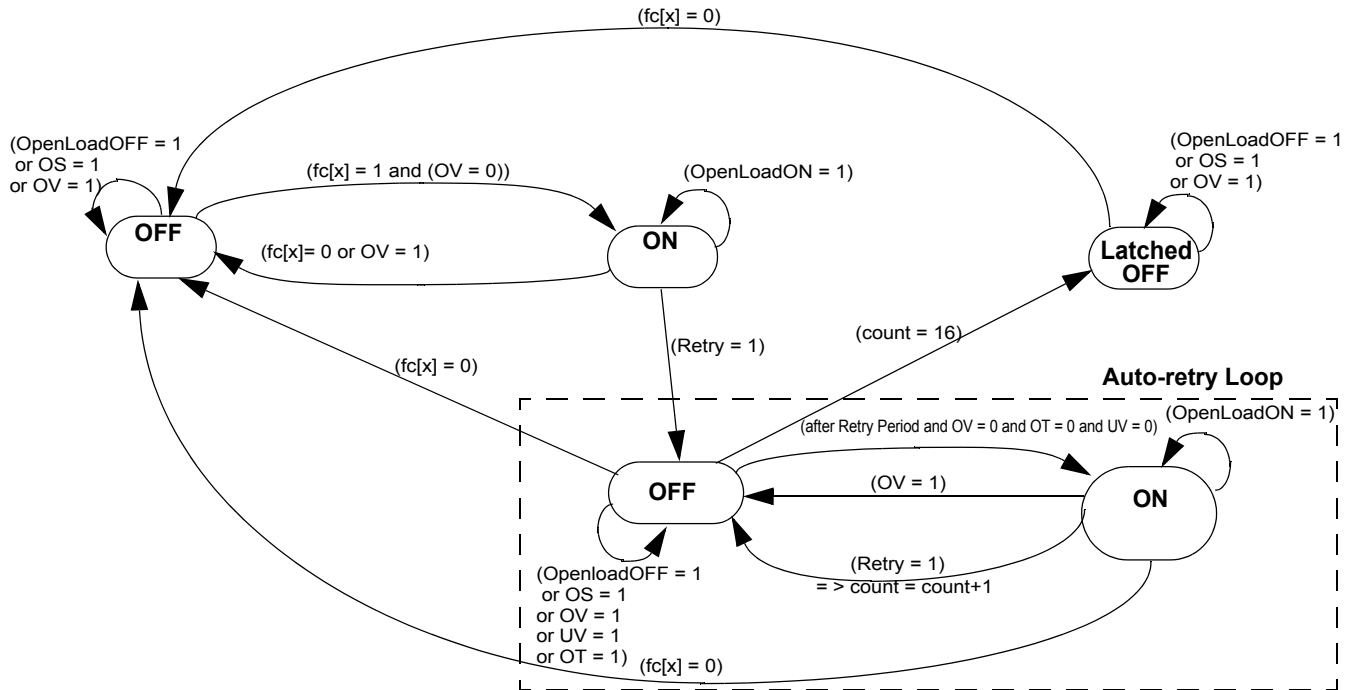 (fc[x] = 0)
(OpenLoadOFF = 1
or OS = 1
or OV = 1)
(fc[x] = 1 and (OV = 0))
(OpenLoadON = 1)
(OpenLoadOFF = 1
or OS = 1
or OV = 1)
OFF
ON
Latched
OFF
(fc[x]= 0 or OV = 1)
(Retry = 1)
(count = 16)
(fc[x] = 0)
Auto-retry Loop
(after Retry Period and OV = 0 and OT = 0 and UV = 0)
(OpenLoadON = 1)
OFF
(OV = 1)
ON
(Retry = 1)
= > count = count+1
(OpenloadOFF = 1
or OS = 1
or OV = 1
or UV = 1
or OT = 1)
(fc[x] = 0)